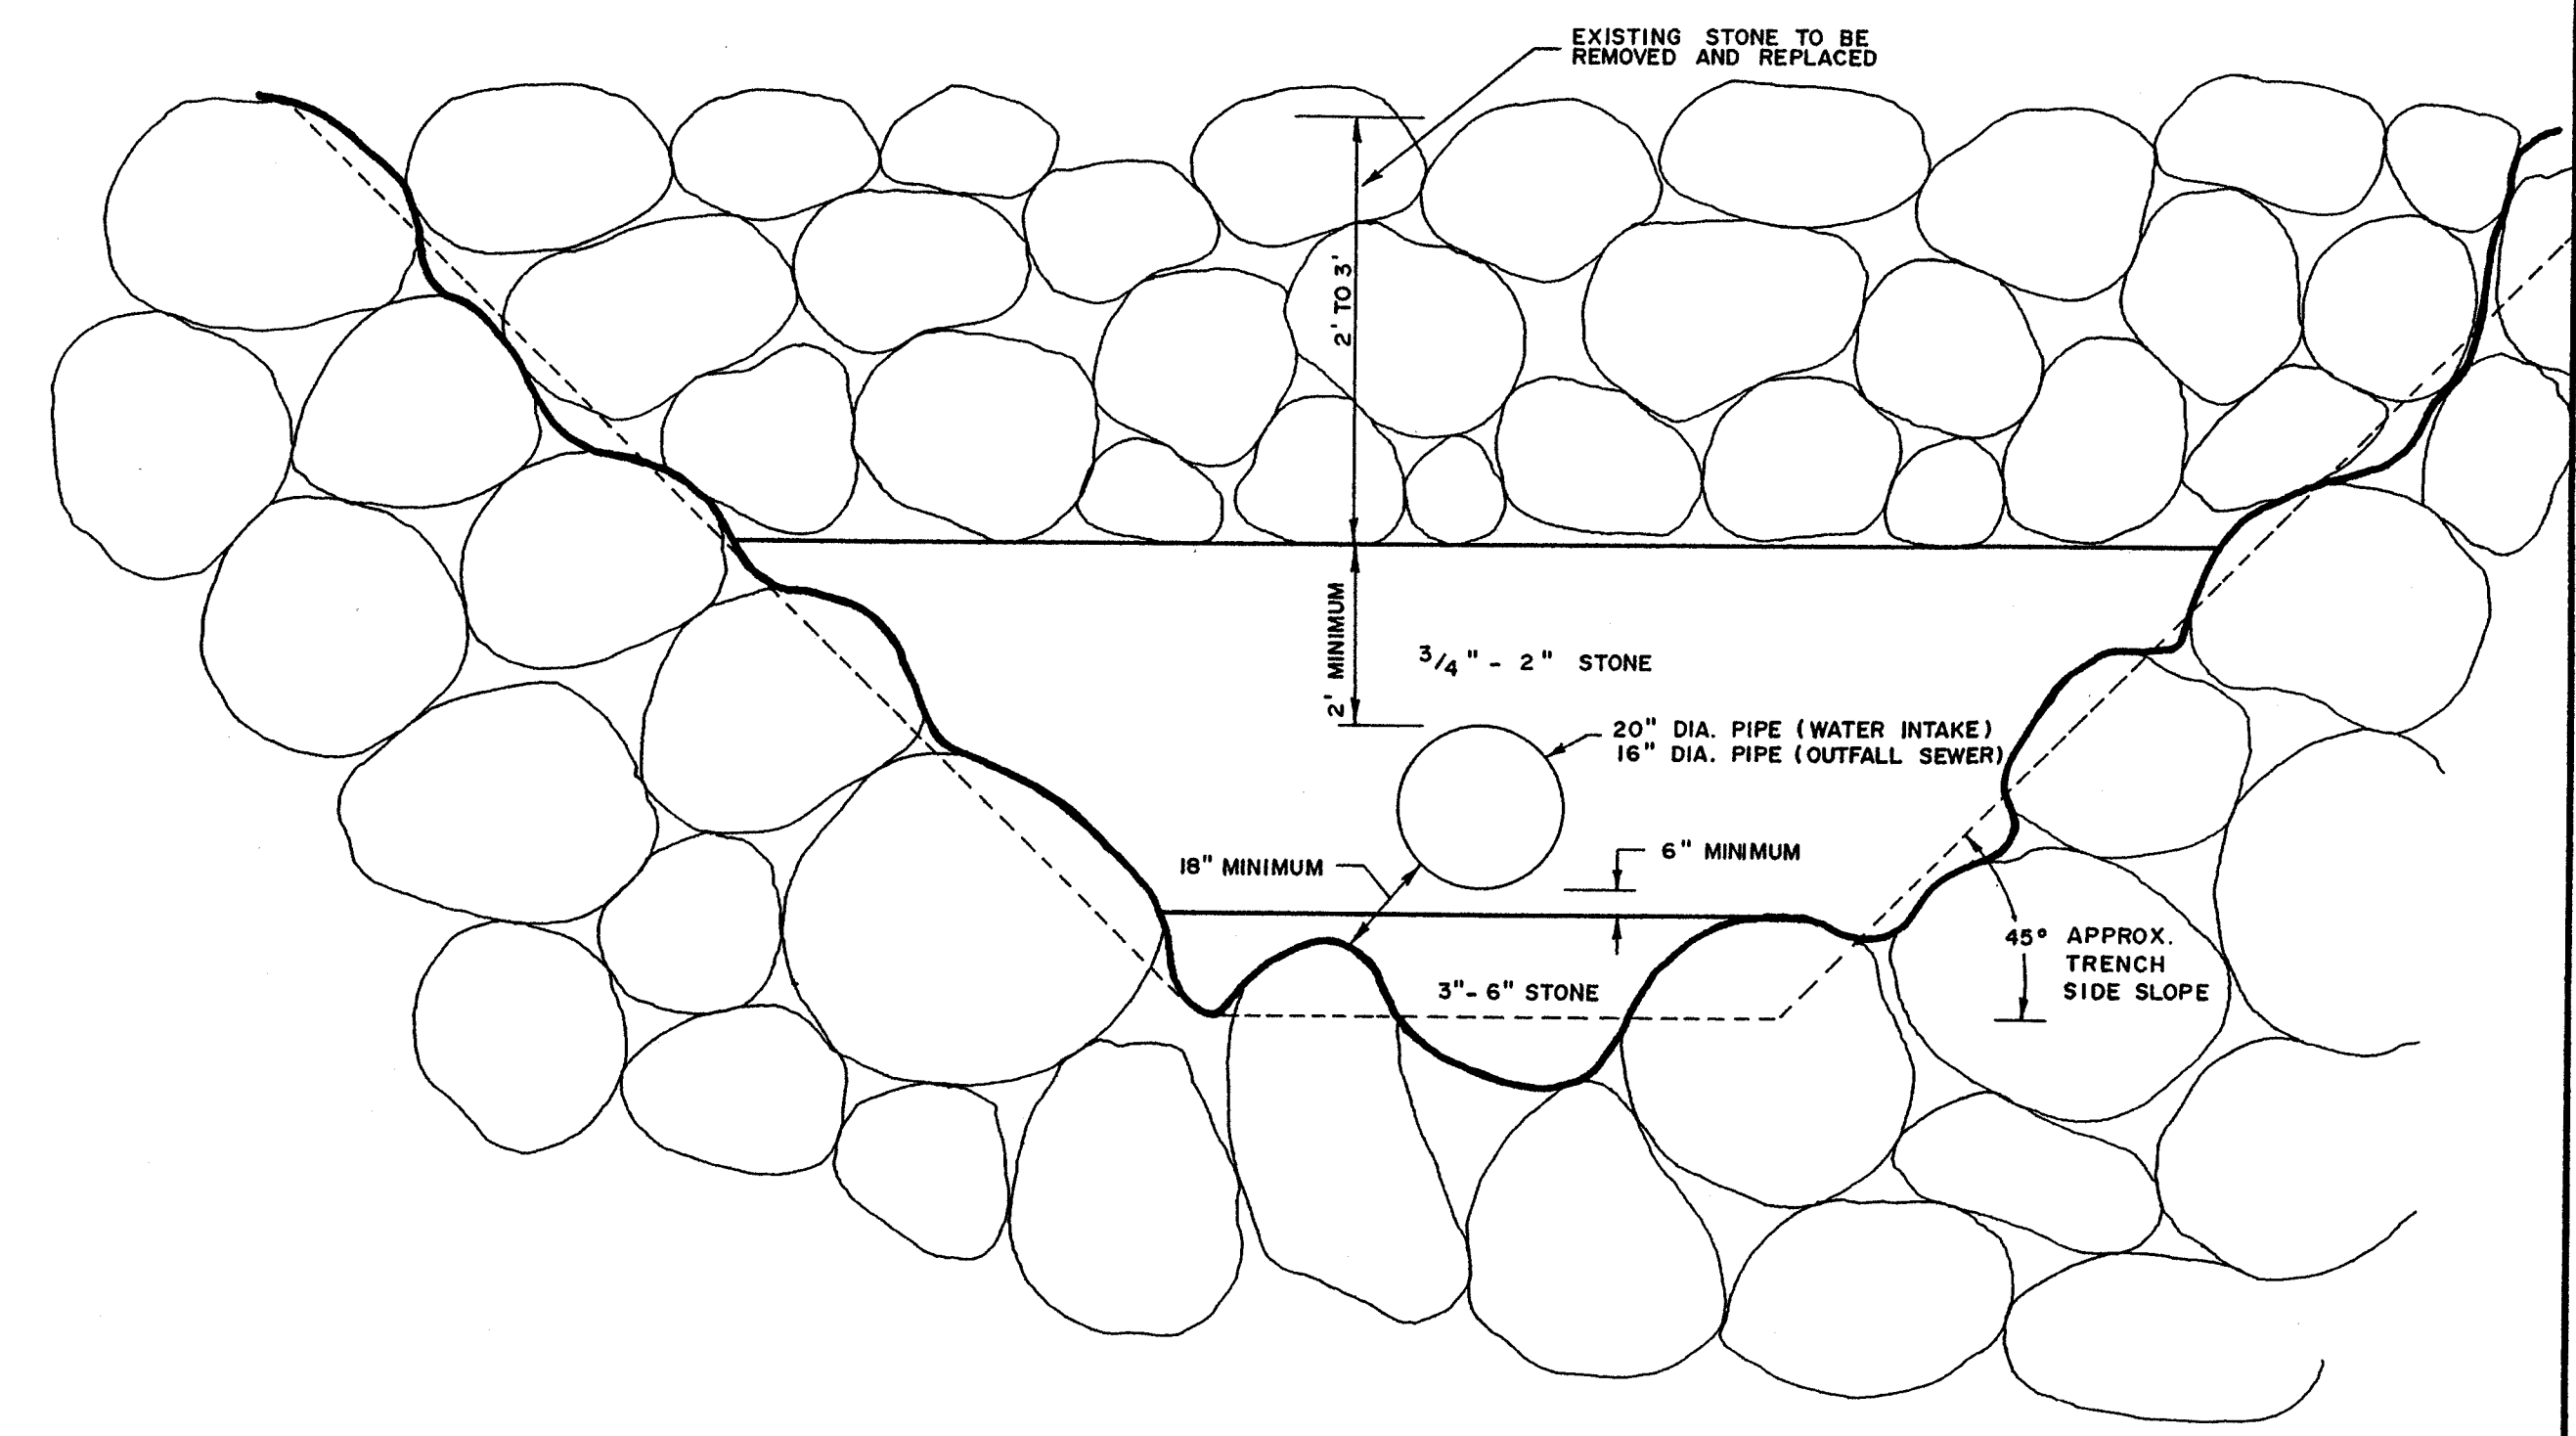 EXISTING STONE TO BE
REMOVED AND REPLACED
2' TO 3'
2' MINIMUM
3/4" - 2" STONE
20" DIA. PIPE (WATER INTAKE)
16" DIA. PIPE (OUTFALL SEWER)
6" MINIMUM
18" MINIMUM
3"- 6" STONE
45° APPROX.
TRENCH
SIDE SLOPE